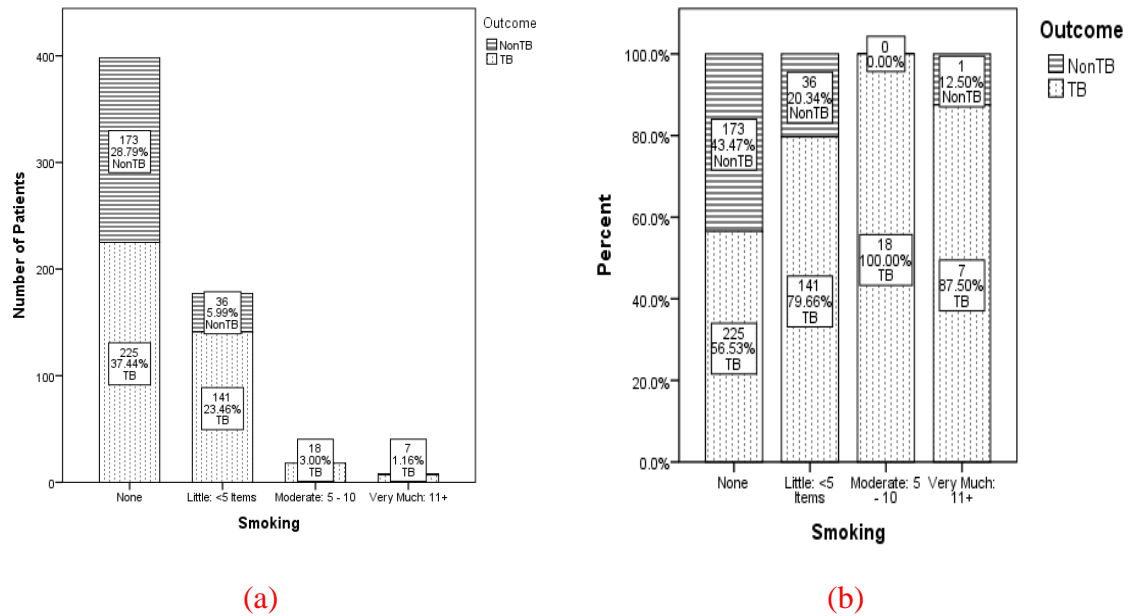 Outcome
NonTB
TB
Number of Patients
400
300
200
100
0
173
28.79%
NonTB
225
37.44%
TB
36
5.99%
NonTB
141
23.46%
TB
18
3.00%
TB
7
1.16%
TB
None
Little: <5 Items
Moderate: 5 - 10
Very Much: 11+
Smoking
(a)
Outcome
NonTB
TB
Percent
100.0%
80.0%
60.0%
40.0%
20.0%
0.0%
173
43.47%
NonTB
225
56.53%
TB
36
20.34%
NonTB
141
79.66%
TB
0
0.00%
18
100.00%
TB
1
12.50%
NonTB
7
87.50%
TB
None
Little: <5
Items
Moderate: 5
- 10
Very Much:
11+
Smoking
(b)